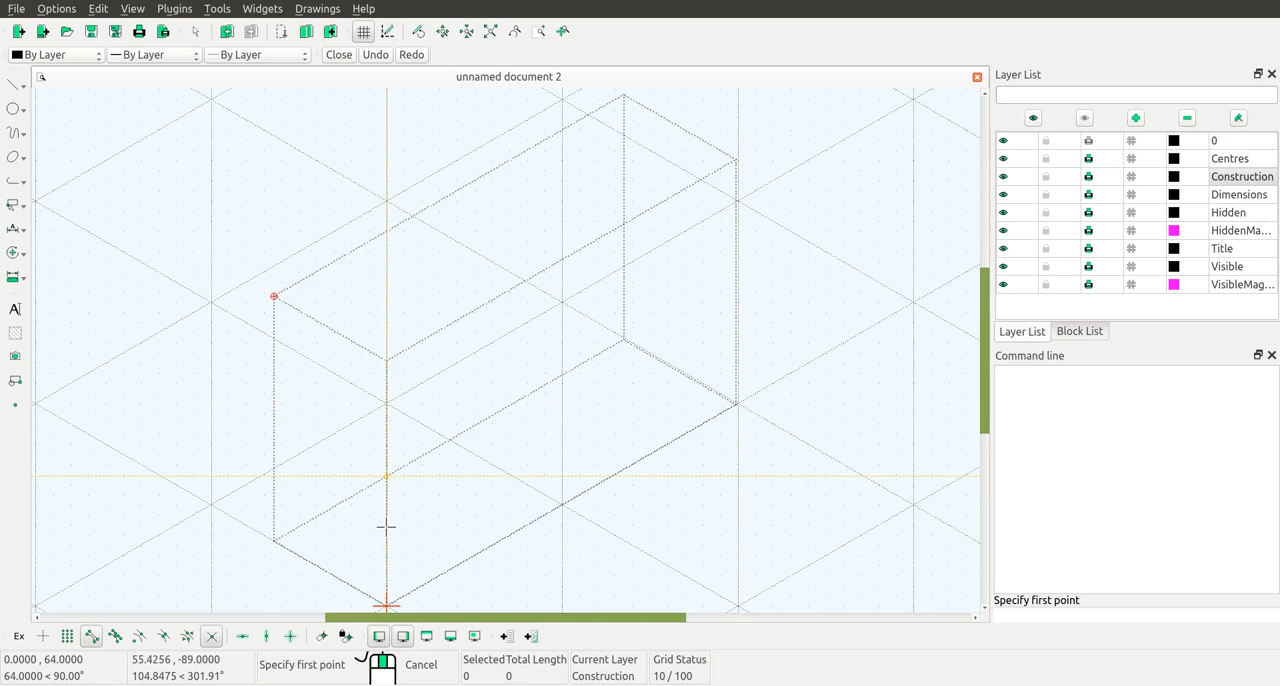 File Options Edit View Plugins Tools Widgets Drawings Help
By Layer By Layer By Layer Close Undo Redo
unnamed document 2
Layer List
0
Centres
Construction
Dimensions
Hidden
HiddenMa...
Title
Visible
VisibleMag...
Layer List Block List
Command line
Specify first point
Ex
0.0000 , 64.0000
64.0000 < 90.00°
55.4256 , -89.0000
104.8475 < 301.91°
Specify first point Cancel
Selected Total Length
0 0
Current Layer
Construction
Grid Status
10 / 100